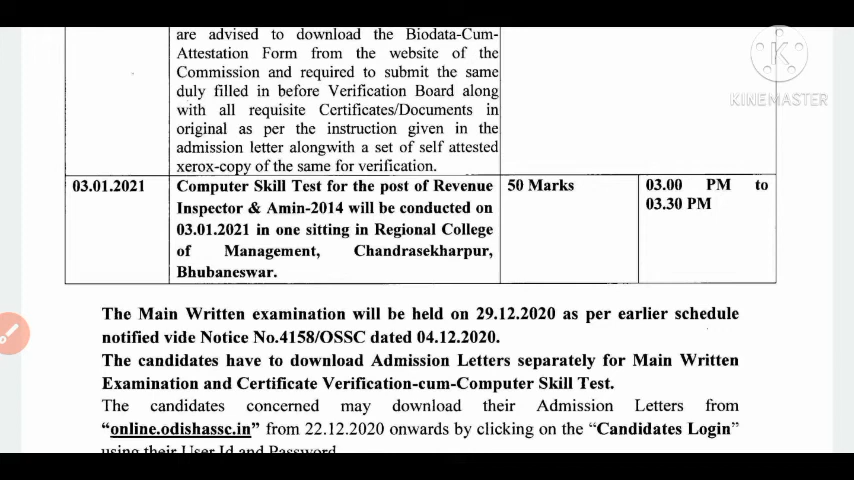 are advised to download the Biodata-Cum-
Attestation Form from the website of the
Commission and required to submit the same
duly filled in before Verification Board along
with all requisite Certificates/Documents in
original as per the instruction given in the
admission letter alongwith a set of self attested
xerox-copy of the same for verification.
03.01.2021 Computer Skill Test for the post of Revenue 50 Marks 03.00 PM to
Inspector & Amin-2014 will be conducted on 03.30 PM
03.01.2021 in one sitting in Regional College
of Management, Chandrasekharpur,
Bhubaneswar.
The Main Written examination will be held on 29.12.2020 as per earlier schedule
notified vide Notice No.4158/OSSC dated 04.12.2020.
The candidates have to download Admission Letters separately for Main Written
Examination and Certificate Verification-cum-Computer Skill Test.
The candidates concerned may download their Admission Letters from
“online.odishassc.in” from 22.12.2020 onwards by clicking on the “Candidates Login”
using their User Id and Password
KINEMASTER